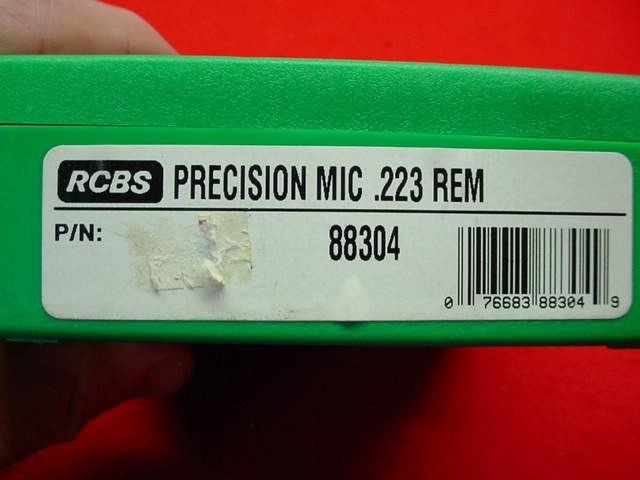 RCBS PRECISION MIC .223 REM
P/N: 88304
0 76683 88304 9